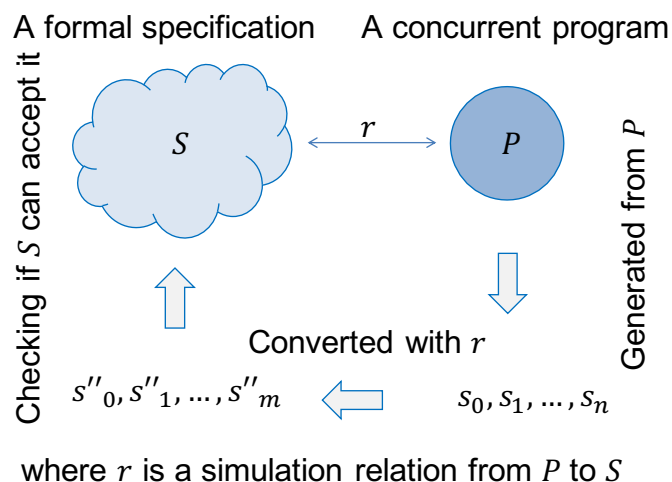 A formal specification
A concurrent program
Checking if S can accept it
S
r
P
Generated from P
Converted with r
s''₀, s''₁, …, s''ₘ
s₀, s₁, …, sₙ
where r is a simulation relation from P to S